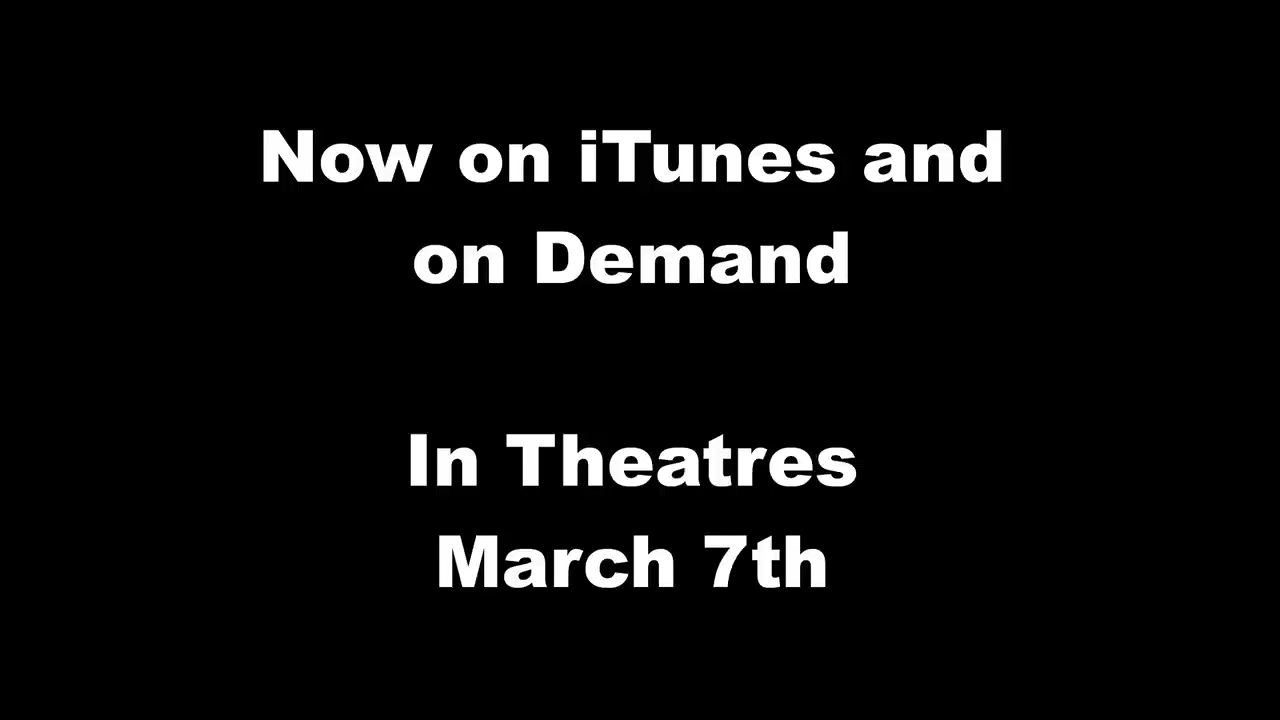 Now on iTunes and
on Demand
In Theatres
March 7th